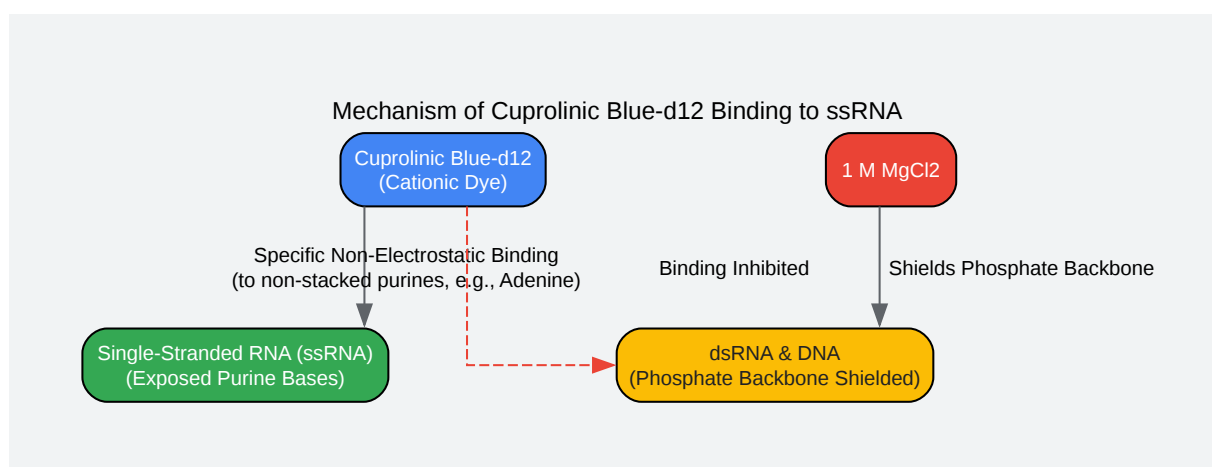 Mechanism of Cuprolinic Blue-d12 Binding to ssRNA
Cuprolinic Blue-d12
(Cationic Dye)
1 M MgCl2
Specific Non-Electrostatic Binding
(to non-stacked purines, e.g., Adenine)
Binding Inhibited
Shields Phosphate Backbone
Single-Stranded RNA (ssRNA)
(Exposed Purine Bases)
dsRNA & DNA
(Phosphate Backbone Shielded)